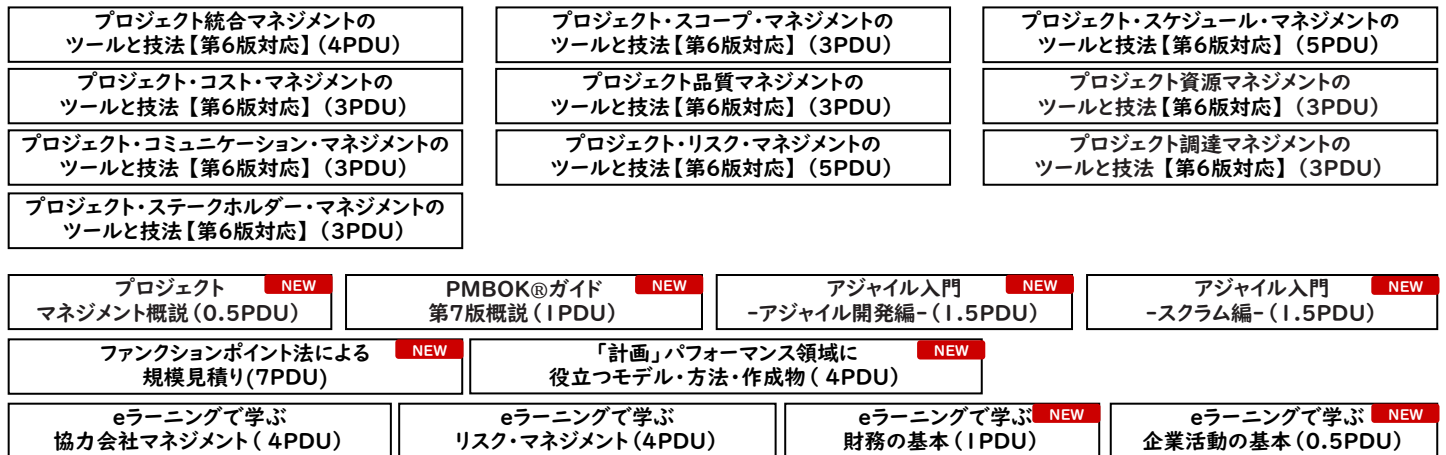 プロジェクト統合マネジメントの
ツールと技法【第6版対応】(4PDU)
プロジェクト・スコープ・マネジメントの
ツールと技法【第6版対応】(3PDU)
プロジェクト・スケジュール・マネジメントの
ツールと技法【第6版対応】(5PDU)
プロジェクト・コスト・マネジメントの
ツールと技法【第6版対応】(3PDU)
プロジェクト品質マネジメントの
ツールと技法【第6版対応】(3PDU)
プロジェクト資源マネジメントの
ツールと技法【第6版対応】(3PDU)
プロジェクト・コミュニケーション・マネジメントの
ツールと技法【第6版対応】(3PDU)
プロジェクト・リスク・マネジメントの
ツールと技法【第6版対応】(5PDU)
プロジェクト調達マネジメントの
ツールと技法【第6版対応】(3PDU)
プロジェクト・ステークホルダー・マネジメントの
ツールと技法【第6版対応】(3PDU)
プロジェクト NEW
マネジメント概説(0.5PDU)
PMBOK®ガイド NEW
第7版概説(1PDU)
アジャイル入門 NEW
-アジャイル開発編-(1.5PDU)
アジャイル入門 NEW
-スクラム編-(1.5PDU)
ファンクションポイント法による NEW
規模見積り(7PDU)
「計画」パフォーマンス領域に NEW
役立つモデル・方法・作成物( 4PDU)
eラーニングで学ぶ
協力会社マネジメント( 4PDU)
eラーニングで学ぶ
リスク・マネジメント(4PDU)
eラーニングで学ぶ NEW
財務の基本(1PDU)
eラーニングで学ぶ NEW
企業活動の基本(0.5PDU)